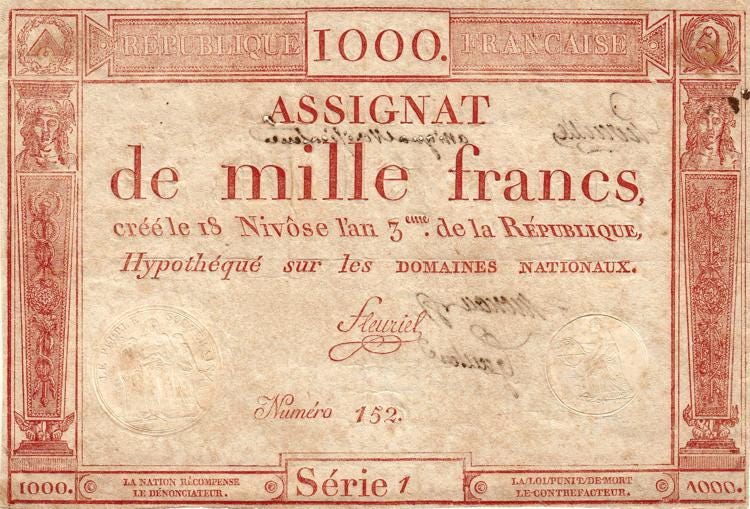 RÉPUBLIQUE 1000. FRANCAISE
ASSIGNAT
de mille francs,
créé le 18 Nivôse l'an 3eme. de la RÉPUBLIQUE,
Hypothéqué sur les DOMAINES NATIONAUX.
Fleuriel
Numéro 152.
1000.
LA NATION RÉCOMPENSE
LE DÉNONCIATEUR.
Série 1
LA LOI PUNIT DE MORT
LE CONTREFACTEUR.
1000.